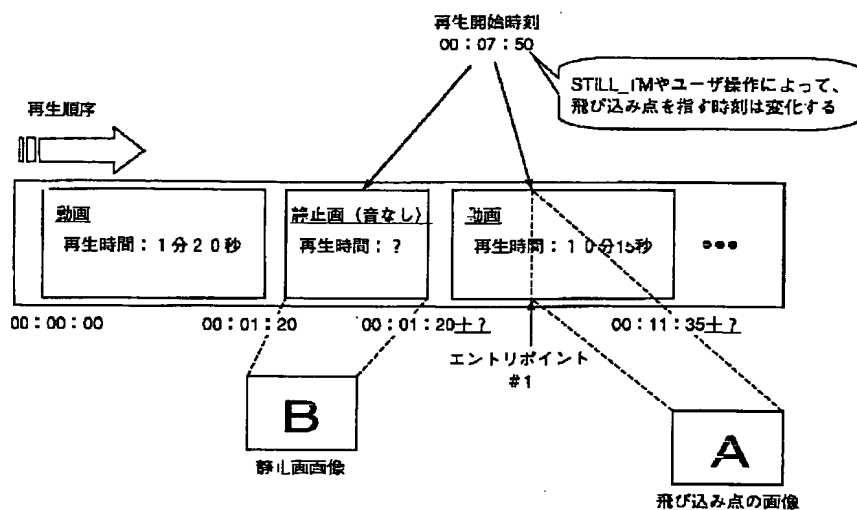 再生開始時刻
00:07:50
STILL_TMやユーザ操作によって、
飛び込み点を指す時刻は変化する
再生順序
動画
再生時間:1分20秒
静止画(音なし)
再生時間:?
動画
再生時間:10分15秒
●●●
00:00:00
00:01:20
00:01:20+?
00:11:35+?
エントリポイント
#1
B
静止画画像
A
飛び込み点の画像